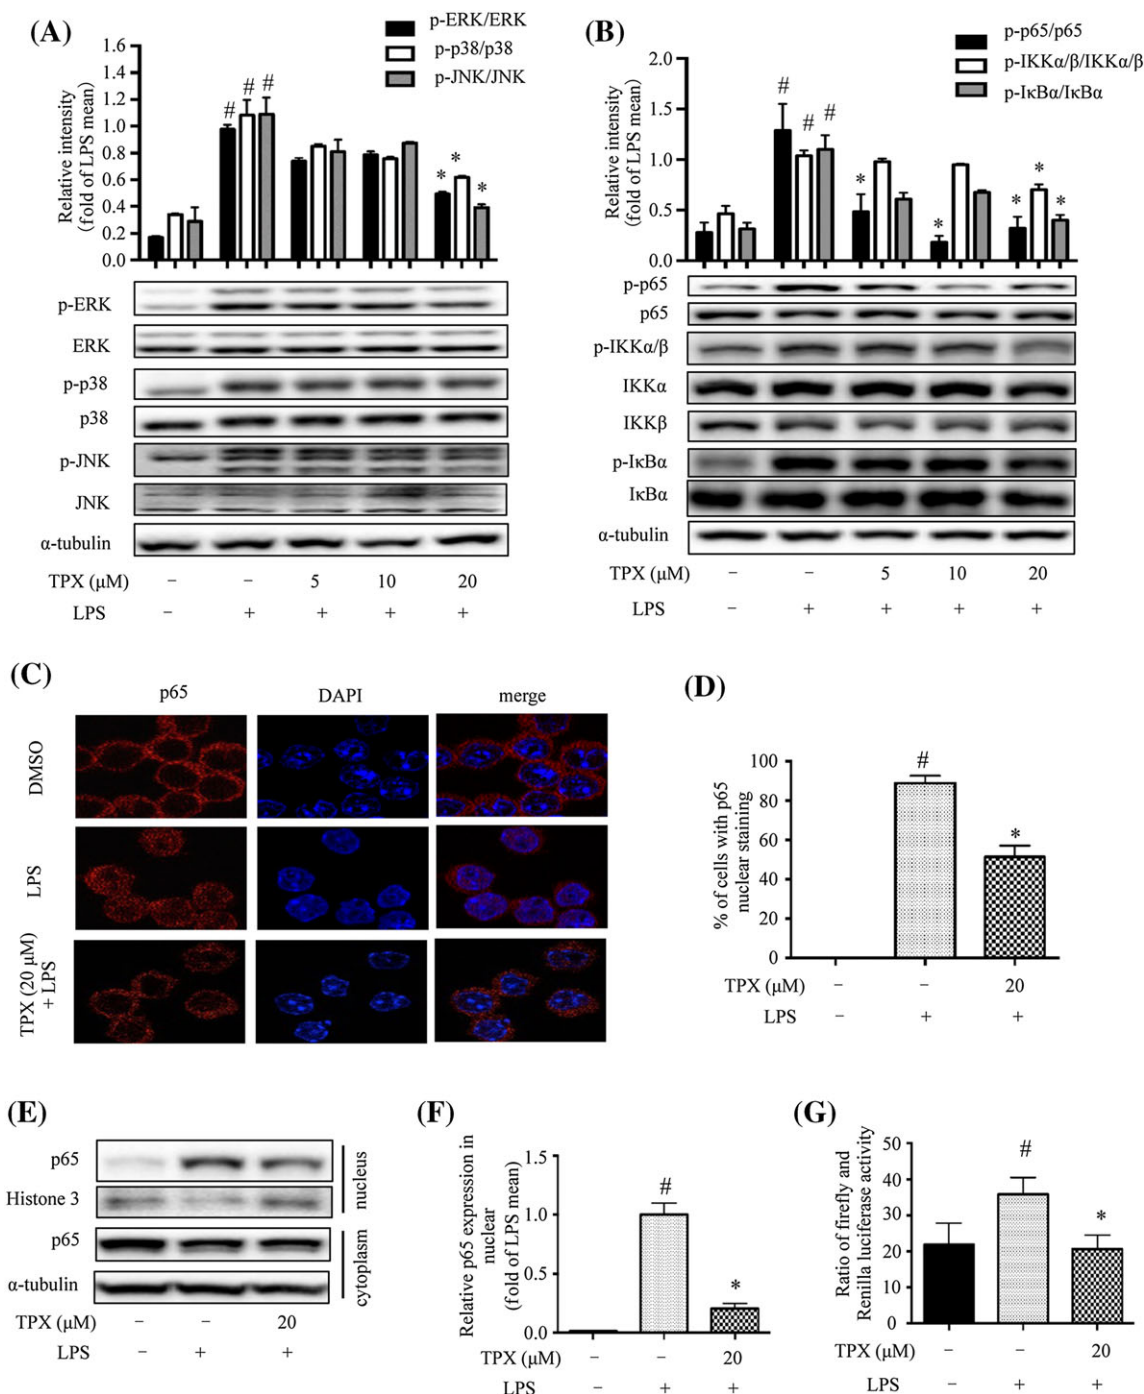 (A)
p-ERK/ERK
p-p38/p38
p-JNK/JNK
Relative intensity
(fold of LPS mean)
1.6
1.4
1.2
1.0
0.8
0.6
0.4
0.2
0.0
# # #
* * *
p-ERK
ERK
p-p38
p38
p-JNK
JNK
α-tubulin
TPX (μM) – – 5 10 20
LPS – + + + +
(B)
p-p65/p65
p-IKKα/β/IKKα/β
p-IκBα/IκBα
Relative intensity
(fold of LPS mean)
2.0
1.5
1.0
0.5
0.0
# # #
* * * * *
p-p65
p65
p-IKKα/β
IKKα
IKKβ
p-IκBα
IκBα
α-tubulin
TPX (μM) – – 5 10 20
LPS – + + + +
(C)
p65 DAPI merge
DMSO
LPS
TPX (20 μM)
+ LPS
(D)
% of cells with p65
nuclear staining
100
80
60
40
20
0
#
*
TPX (μM) – – 20
LPS – + +
(E)
p65
Histone 3
nucleus
p65
α-tubulin
cytoplasm
TPX (μM) – – 20
LPS – + +
(F)
Relative p65 expression in
nuclear
(fold of LPS mean)
1.5
1.0
0.5
0.0
#
*
TPX (μM) – – 20
LPS – + +
(G)
Ratio of firefly and
Renilla luciferase activity
50
40
30
20
10
0
#
*
TPX (μM) – – 20
LPS – + +